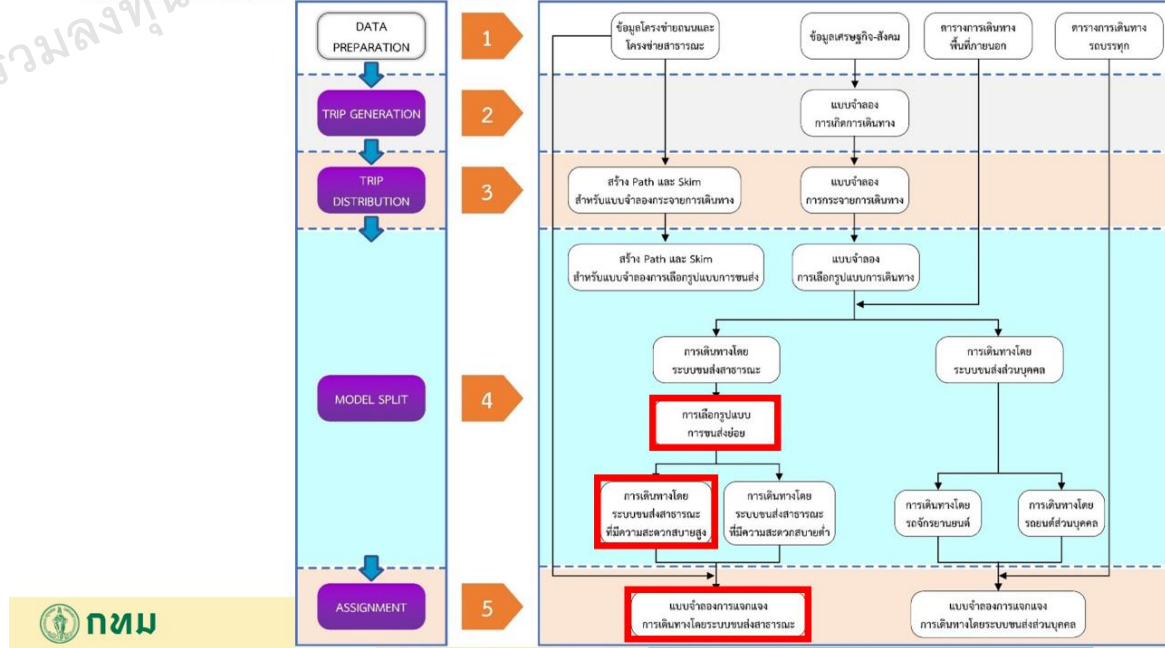 รวมลงทุน
DATA
PREPARATION
1
ข้อมูลโครงข่ายถนนและ
โครงข่ายสาธารณะ
ข้อมูลเศรษฐกิจ-สังคม
ตารางการเดินทาง
พื้นที่ภายนอก
ตารางการเดินทาง
รถบรรทุก
TRIP GENERATION
2
แบบจำลอง
การเกิดการเดินทาง
TRIP
DISTRIBUTION
3
สร้าง Path และ Skim
สำหรับแบบจำลองกระจายการเดินทาง
แบบจำลอง
การกระจายการเดินทาง
สร้าง Path และ Skim
สำหรับแบบจำลองการเลือกรูปแบบการขนส่ง
แบบจำลอง
การเลือกรูปแบบการเดินทาง
MODEL SPLIT
4
การเดินทางโดย
ระบบขนส่งสาธารณะ
การเดินทางโดย
ระบบขนส่งส่วนบุคคล
การเลือกรูปแบบ
การขนส่งย่อย
การเดินทางโดย
ระบบขนส่งสาธารณะ
ที่มีความสะดวกสบายสูง
การเดินทางโดย
ระบบขนส่งสาธารณะ
ที่มีความสะดวกสบายต่ำ
การเดินทางโดย
รถจักรยานยนต์
การเดินทางโดย
รถยนต์ส่วนบุคคล
ASSIGNMENT
5
แบบจำลองการแจกแจง
การเดินทางโดยระบบขนส่งสาธารณะ
แบบจำลองการแจกแจง
การเดินทางโดยระบบขนส่งส่วนบุคคล
กทม